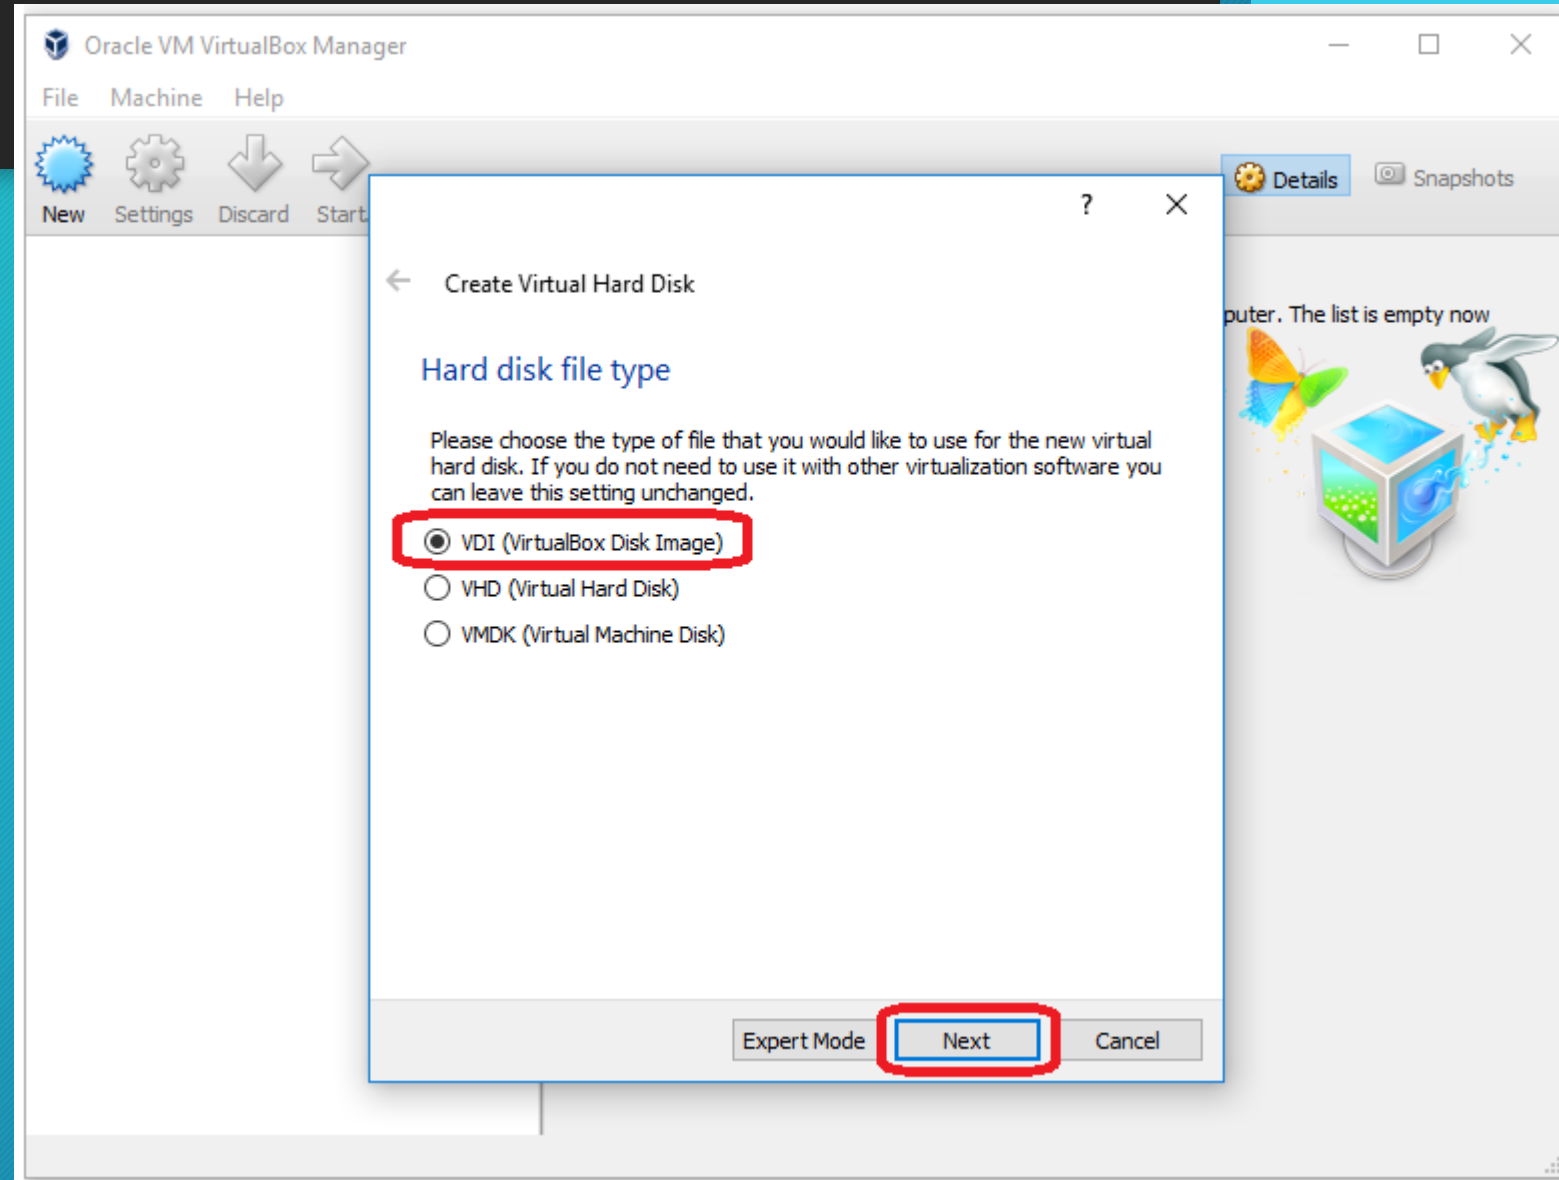 Oracle VM VirtualBox Manager
File Machine Help
New Settings Discard Start
Details Snapshots
?
Create Virtual Hard Disk
puter. The list is empty now
Hard disk file type
Please choose the type of file that you would like to use for the new virtual
hard disk. If you do not need to use it with other virtualization software you
can leave this setting unchanged.
VDI (VirtualBox Disk Image)
VHD (Virtual Hard Disk)
VMDK (Virtual Machine Disk)
Expert Mode Next Cancel